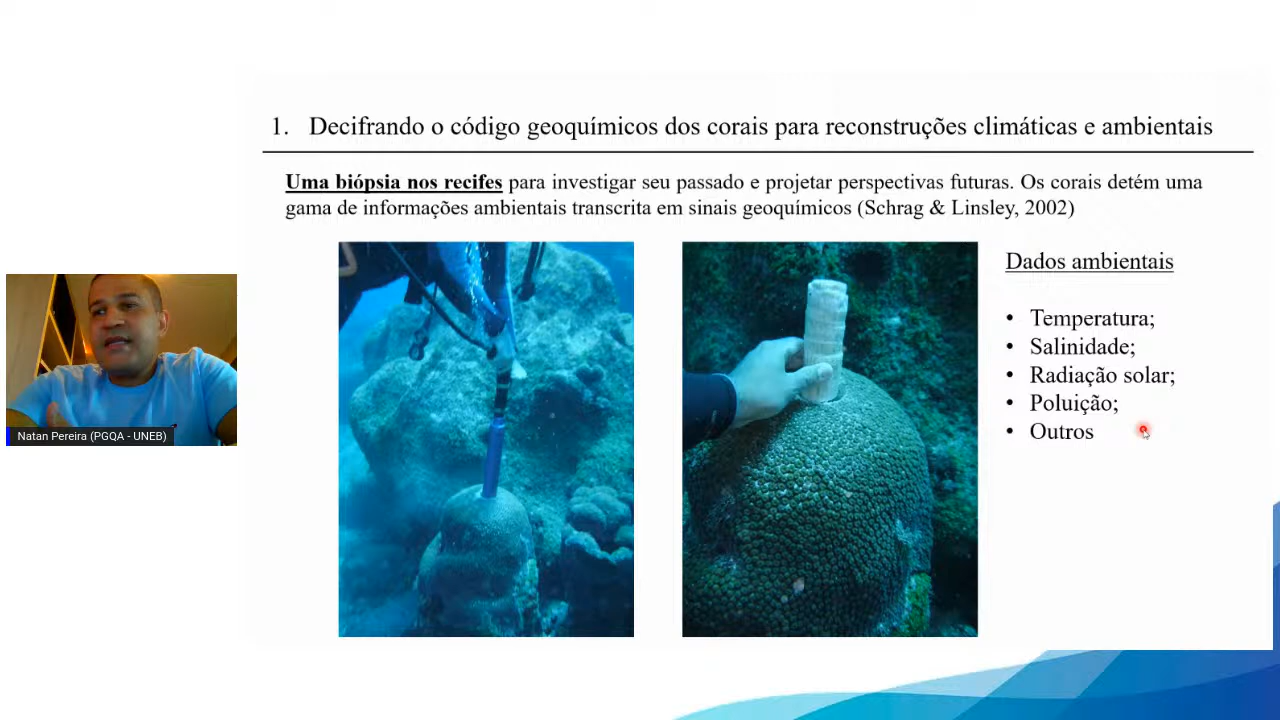 1. Decifrando o código geoquímicos dos corais para reconstruções climáticas e ambientais
Uma biópsia nos recifes para investigar seu passado e projetar perspectivas futuras. Os corais detém uma
gama de informações ambientais transcrita em sinais geoquímicos (Schrag & Linsley, 2002)
Dados ambientais
• Temperatura;
• Salinidade;
• Radiação solar;
• Poluição;
• Outros
Natan Pereira (PGQA - UNEB)